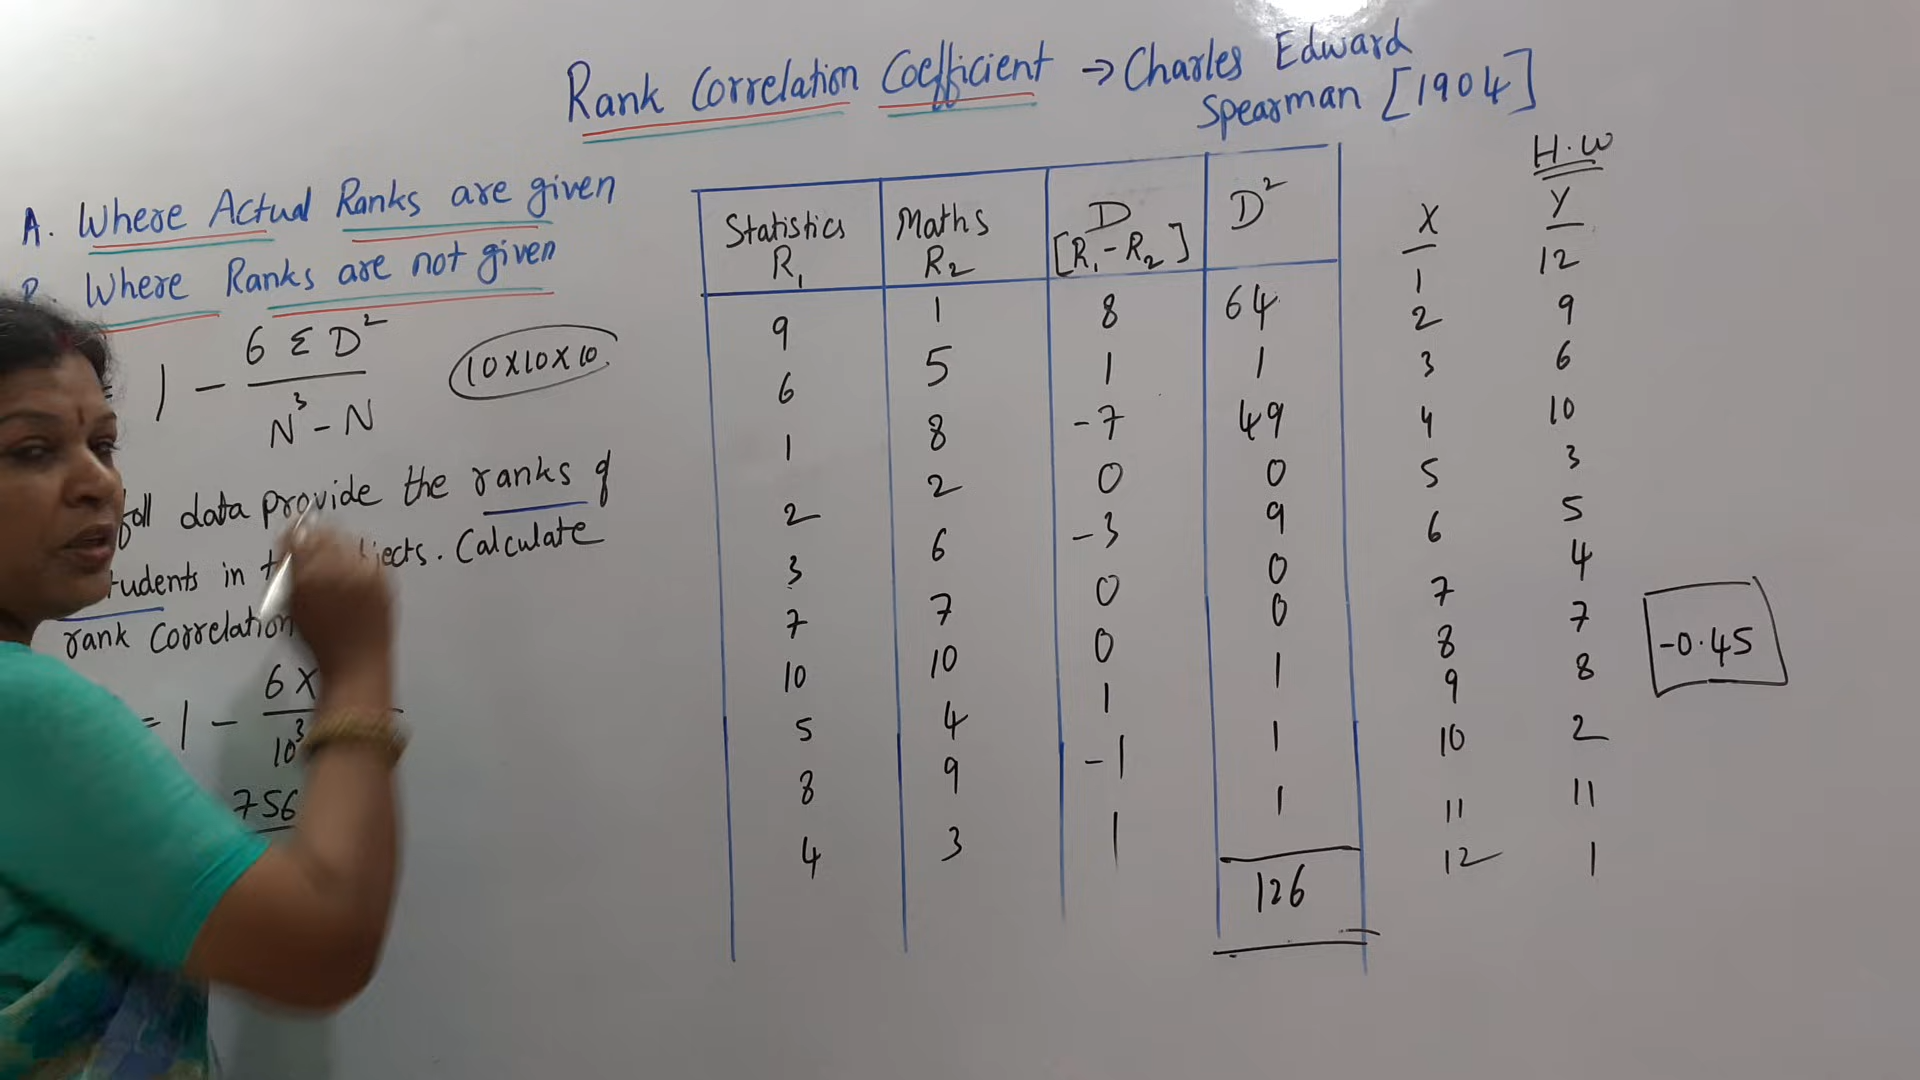 Rank Correlation Coefficient → Charles Edward
Spearman [1904]
A. Where Actual Ranks are given
B. Where Ranks are not given
1 - 6 Σ D² / N³ - N
10x10x10
foll data provide the ranks of
students in subjects. Calculate
rank Correlation
= 1 - 6 X / 10³
756
Statistics R₁ Maths R₂ D [R₁ - R₂] D²
9 1 8 64
6 5 1 1
1 8 -7 49
2 2 0 0
3 6 -3 9
7 7 0 0
10 10 0 0
5 4 1 1
8 9 -1 1
4 3 1 1
126
H.W
X Y
1 12
2 9
3 6
4 10
5 3
6 5
7 4
8 7
9 8
10 2
11 11
12 1
-0.45